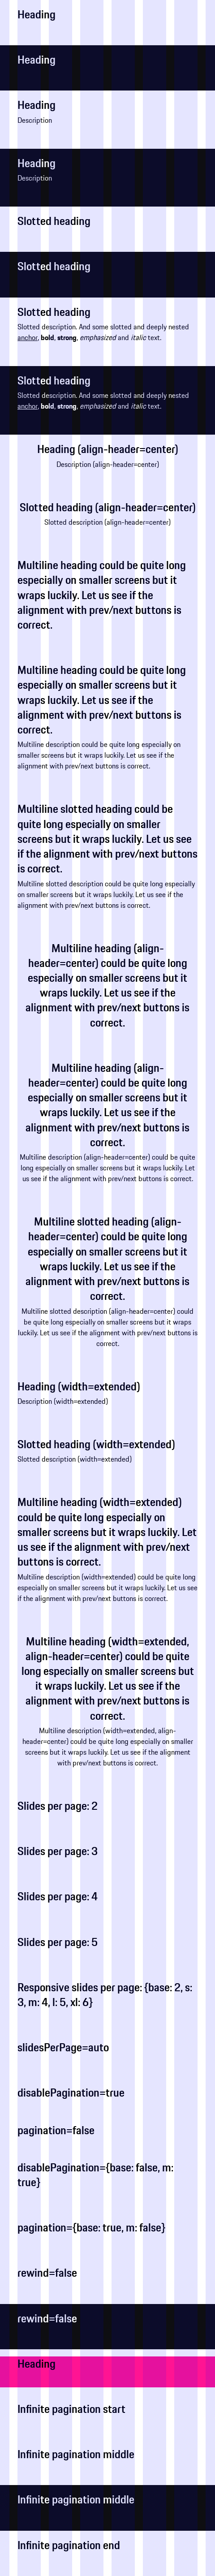 Heading
Heading
Heading
Description
Heading
Description
Slotted heading
Slotted heading
Slotted heading
Slotted description. And some slotted and deeply nested
anchor, bold, strong, emphasized and italic text.
Slotted heading
Slotted description. And some slotted and deeply nested
anchor, bold, strong, emphasized and italic text.
Heading (align-header=center)
Description (align-header=center)
Slotted heading (align-header=center)
Slotted description (align-header=center)
Multiline heading could be quite long
especially on smaller screens but it
wraps luckily. Let us see if the
alignment with prev/next buttons is
correct.
Multiline heading could be quite long
especially on smaller screens but it
wraps luckily. Let us see if the
alignment with prev/next buttons is
correct.
Multiline description could be quite long especially on
smaller screens but it wraps luckily. Let us see if the
alignment with prev/next buttons is correct.
Multiline slotted heading could be
quite long especially on smaller
screens but it wraps luckily. Let us see
if the alignment with prev/next buttons
is correct.
Multiline slotted description could be quite long especially
on smaller screens but it wraps luckily. Let us see if the
alignment with prev/next buttons is correct.
Multiline heading (align-
header=center) could be quite long
especially on smaller screens but it
wraps luckily. Let us see if the
alignment with prev/next buttons is
correct.
Multiline heading (align-
header=center) could be quite long
especially on smaller screens but it
wraps luckily. Let us see if the
alignment with prev/next buttons is
correct.
Multiline description (align-header=center) could be quite
long especially on smaller screens but it wraps luckily. Let
us see if the alignment with prev/next buttons is correct.
Multiline slotted heading (align-
header=center) could be quite long
especially on smaller screens but it
wraps luckily. Let us see if the
alignment with prev/next buttons is
correct.
Multiline slotted description (align-header=center) could
be quite long especially on smaller screens but it wraps
luckily. Let us see if the alignment with prev/next buttons is
correct.
Heading (width=extended)
Description (width=extended)
Slotted heading (width=extended)
Slotted description (width=extended)
Multiline heading (width=extended)
could be quite long especially on
smaller screens but it wraps luckily. Let
us see if the alignment with prev/next
buttons is correct.
Multiline description (width=extended) could be quite long
especially on smaller screens but it wraps luckily. Let us see
if the alignment with prev/next buttons is correct.
Multiline heading (width=extended,
align-header=center) could be quite
long especially on smaller screens but
it wraps luckily. Let us see if the
alignment with prev/next buttons is
correct.
Multiline description (width=extended, align-
header=center) could be quite long especially on smaller
screens but it wraps luckily. Let us see if the alignment
with prev/next buttons is correct.
Slides per page: 2
Slides per page: 3
Slides per page: 4
Slides per page: 5
Responsive slides per page: {base: 2, s:
3, m: 4, l: 5, xl: 6}
slidesPerPage=auto
disablePagination=true
pagination=false
disablePagination={base: false, m:
true}
pagination={base: true, m: false}
rewind=false
rewind=false
Heading
Infinite pagination start
Infinite pagination middle
Infinite pagination middle
Infinite pagination end